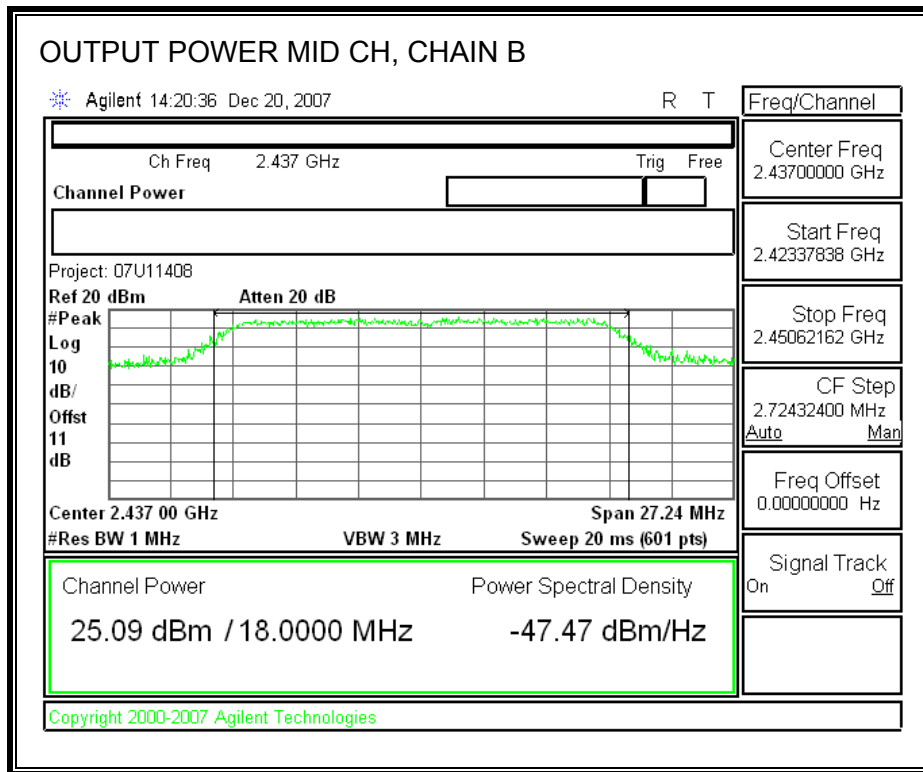 OUTPUT POWER MID CH, CHAIN B
Agilent 14:20:36 Dec 20, 2007 R T
Freq/Channel
Ch Freq 2.437 GHz Trig Free
Channel Power
Center Freq
2.43700000 GHz
Start Freq
2.42337838 GHz
Stop Freq
2.45062162 GHz
CF Step
2.72432400 MHz
Auto Man
Freq Offset
0.00000000 Hz
Signal Track
On Off
Project: 07U11408
Ref 20 dBm Atten 20 dB
#Peak
Log
10
dB/
Offst
11
dB
Center 2.437 00 GHz Span 27.24 MHz
#Res BW 1 MHz VBW 3 MHz Sweep 20 ms (601 pts)
Channel Power Power Spectral Density
25.09 dBm / 18.0000 MHz -47.47 dBm/Hz
Copyright 2000-2007 Agilent Technologies